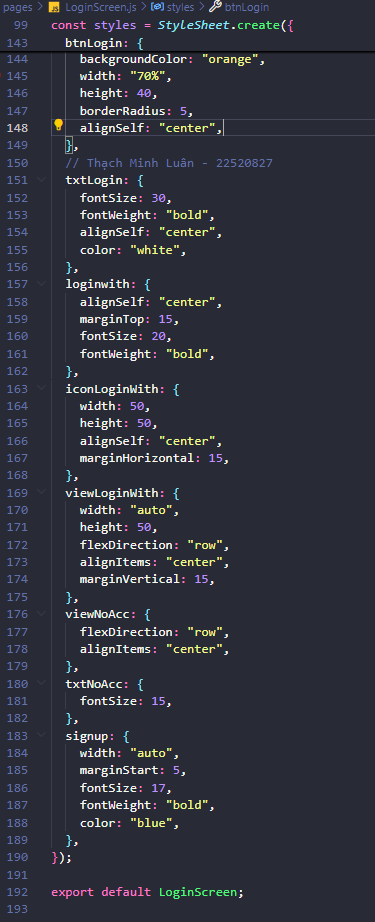 pages > JS LoginScreen.js > styles > btnLogin
99 const styles = StyleSheet.create({
143 btnLogin: {
144 backgroundColor: "orange",
145 width: "70%",
146 height: 40,
147 borderRadius: 5,
148 alignSelf: "center",
149 },
150 // Thạch Minh Luân - 22520827
151 txtLogin: {
152 fontSize: 30,
153 fontWeight: "bold",
154 alignSelf: "center",
155 color: "white",
156 },
157 loginwith: {
158 alignSelf: "center",
159 marginTop: 15,
160 fontSize: 20,
161 fontWeight: "bold",
162 },
163 iconLoginWith: {
164 width: 50,
165 height: 50,
166 alignSelf: "center",
167 marginHorizontal: 15,
168 },
169 viewLoginWith: {
170 width: "auto",
171 height: 50,
172 flexDirection: "row",
173 alignItems: "center",
174 marginVertical: 15,
175 },
176 viewNoAcc: {
177 flexDirection: "row",
178 alignItems: "center",
179 },
180 txtNoAcc: {
181 fontSize: 15,
182 },
183 signup: {
184 width: "auto",
185 marginStart: 5,
186 fontSize: 17,
187 fontWeight: "bold",
188 color: "blue",
189 },
190 });
191
192 export default LoginScreen;
193